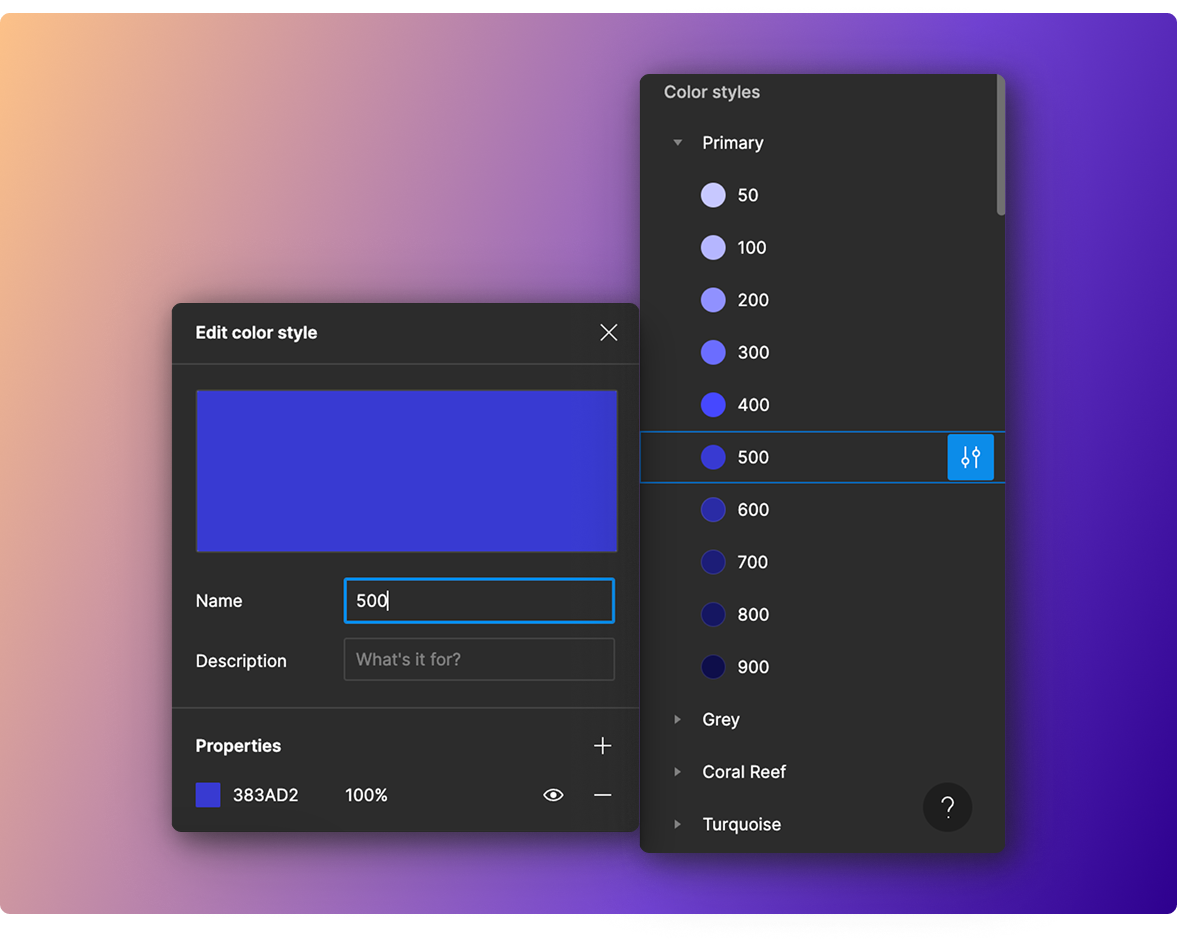 Color styles
Primary
50
100
200
300
400
500
600
700
800
900
Grey
Coral Reef
Turquoise
?
Edit color style
Name
500
Description
What's it for?
Properties
383AD2 100%